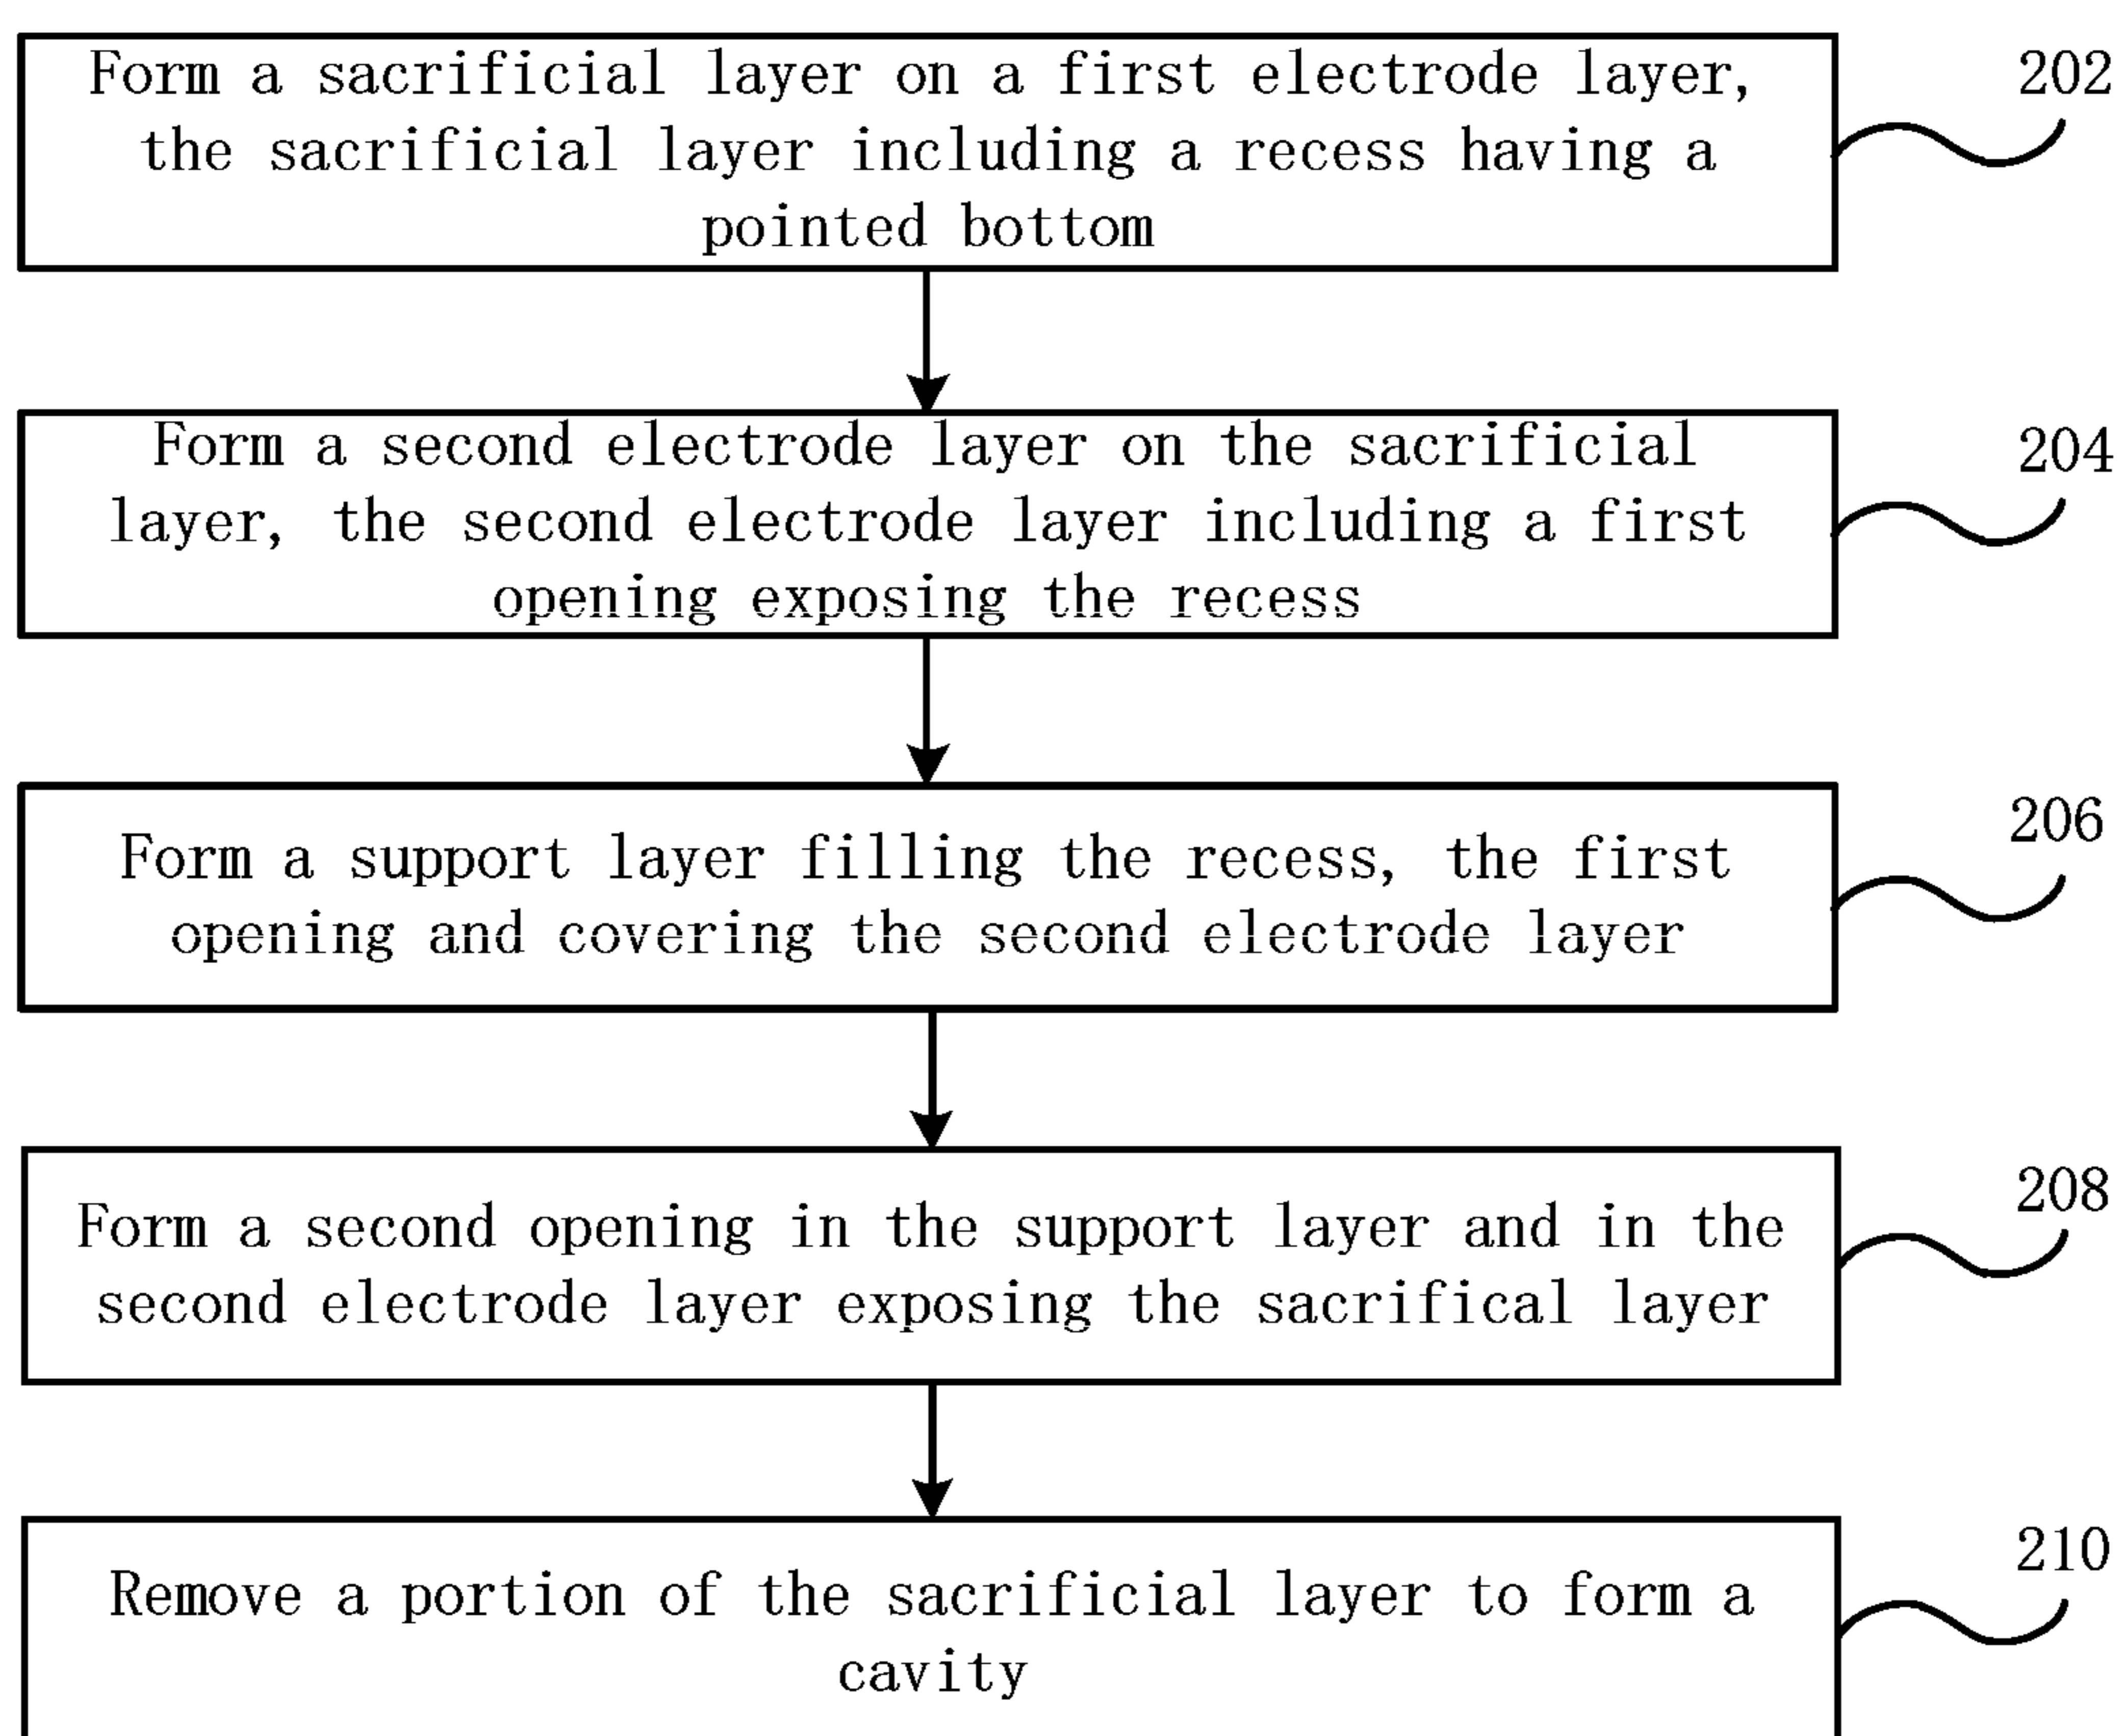 Form a sacrificial layer on a first electrode layer,
202
the sacrificial layer including a recess having a
pointed bottom
Form a second electrode layer on the sacrificial
204
layer, the second electrode layer including a first
opening exposing the recess
206
Form a support layer filling the recess, the first
opening and covering the second electrode layer
208
Form a second opening in the support layer and in the
second electrode layer exposing the sacrifical layer
210
Remove a portion of the sacrificial layer to form a
cavity